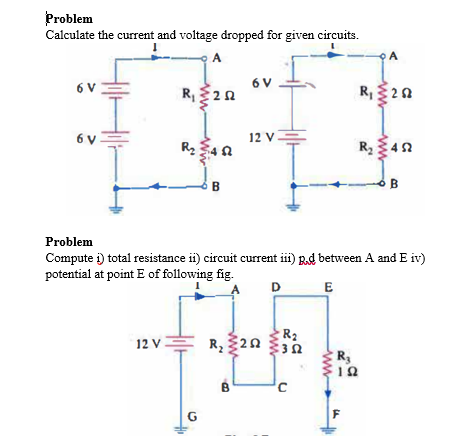 Problem
Calculate the current and voltage dropped for given circuits.
I A I A
6 V R₁ 2 Ω 6 V R₁ 2 Ω
6 V R₂ 4 Ω 12 V R₂ 4 Ω
B B
Problem
Compute i) total resistance ii) circuit current iii) p.d between A and E iv)
potential at point E of following fig.
I A D E
12 V R₂ 2 Ω R₂ 3 Ω
R₃ 1 Ω
B C
G F